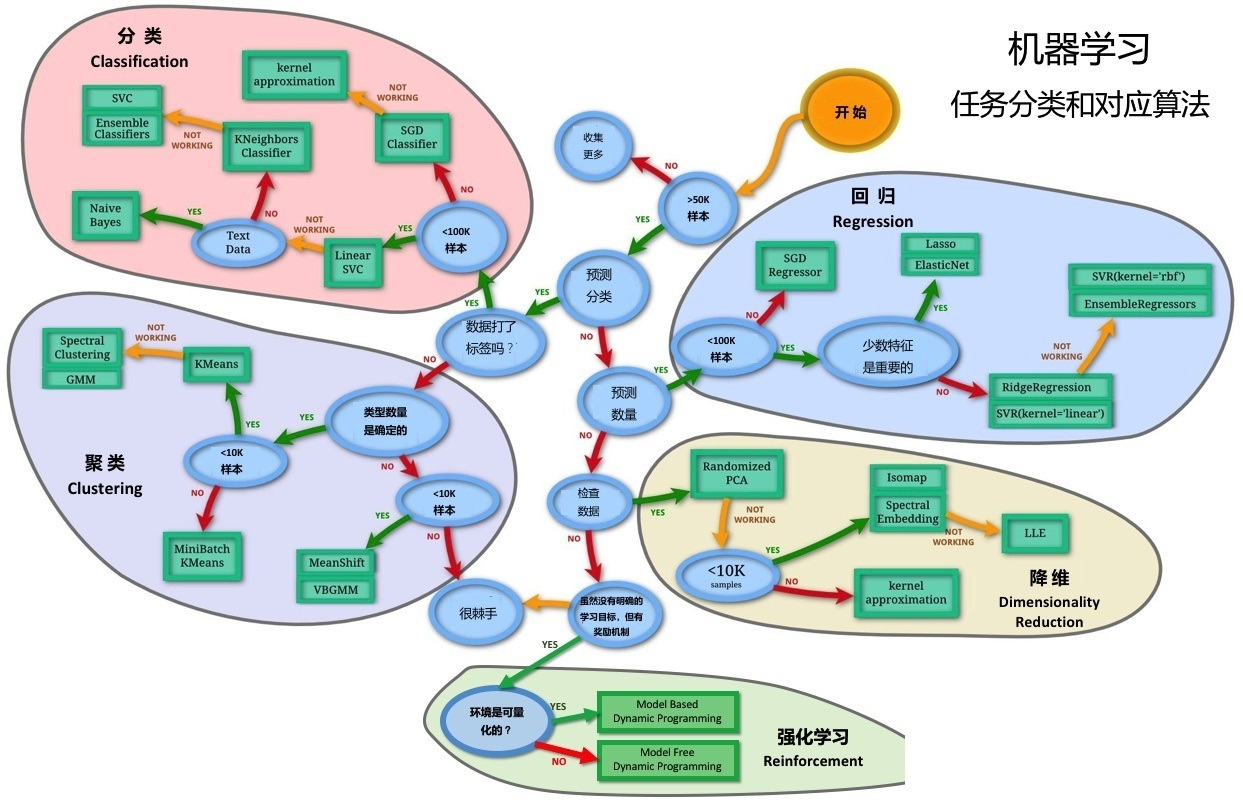 机器学习
任务分类和对应算法
开始
>50K
样本
NO
收集
更多
YES
预测
分类
YES
NO
数据打了
标签吗？
YES
NO
预测
数量
YES
NO
检查
数据
YES
NO
虽然没有明确的
学习目标，但有
奖励机制
YES
很棘手
分类
Classification
kernel
approximation
NOT
WORKING
SVC
Ensemble
Classifiers
NOT
WORKING
KNeighbors
Classifier
SGD
Classifier
NO
Naive
Bayes
YES
NO
Text
Data
NOT
WORKING
Linear
SVC
YES
<100K
样本
回归
Regression
SGD
Regressor
Lasso
ElasticNet
SVR(kernel='rbf')
EnsembleRegressors
NO
YES
<100K
样本
YES
少数特征
是重要的
NOT
WORKING
NO
RidgeRegression
SVR(kernel='linear')
聚类
Clustering
Spectral
Clustering
GMM
NOT
WORKING
KMeans
YES
YES
类型数量
是确定的
NO
<10K
样本
NO
<10K
样本
YES
NO
MiniBatch
KMeans
MeanShift
VBGMM
Randomized
PCA
NOT
WORKING
Isomap
Spectral
Embedding
NOT
WORKING
LLE
YES
<10K
samples
NO
kernel
approximation
降维
Dimensionality
Reduction
环境是可量
化的？
YES
Model Based
Dynamic Programming
NO
Model Free
Dynamic Programming
强化学习
Reinforcement